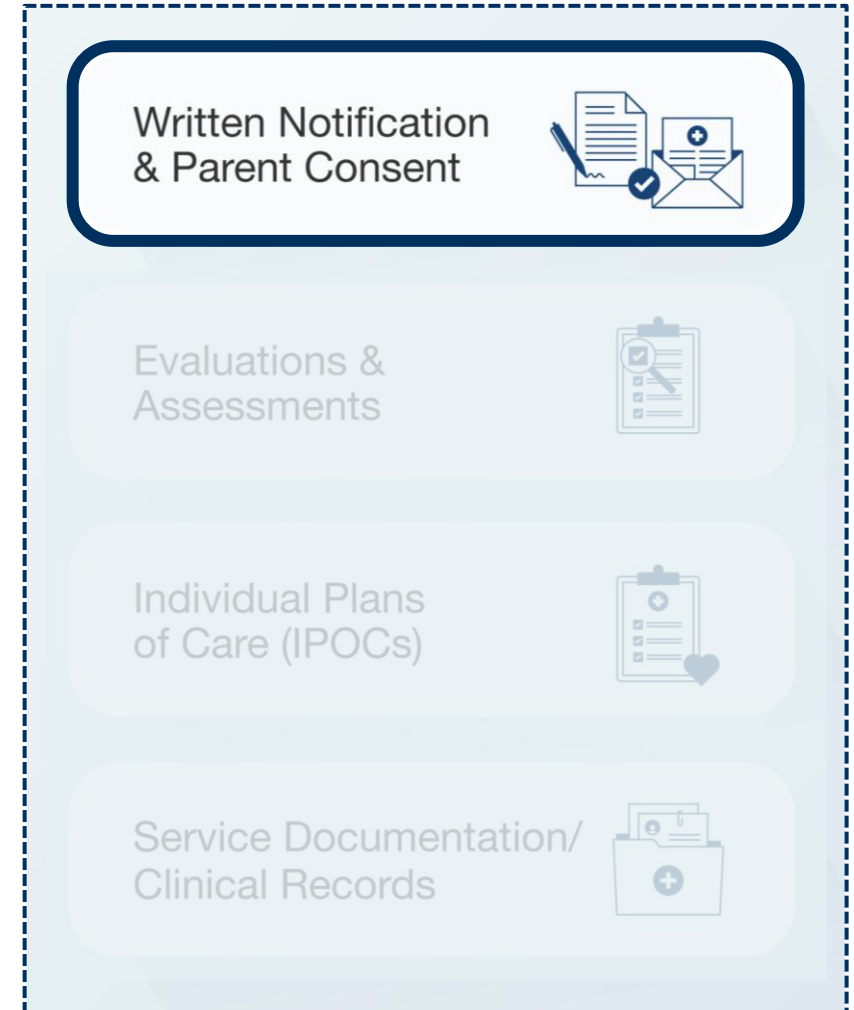 Written Notification
& Parent Consent
Evaluations &
Assessments
Individual Plans
of Care (IPOCs)
Service Documentation/
Clinical Records